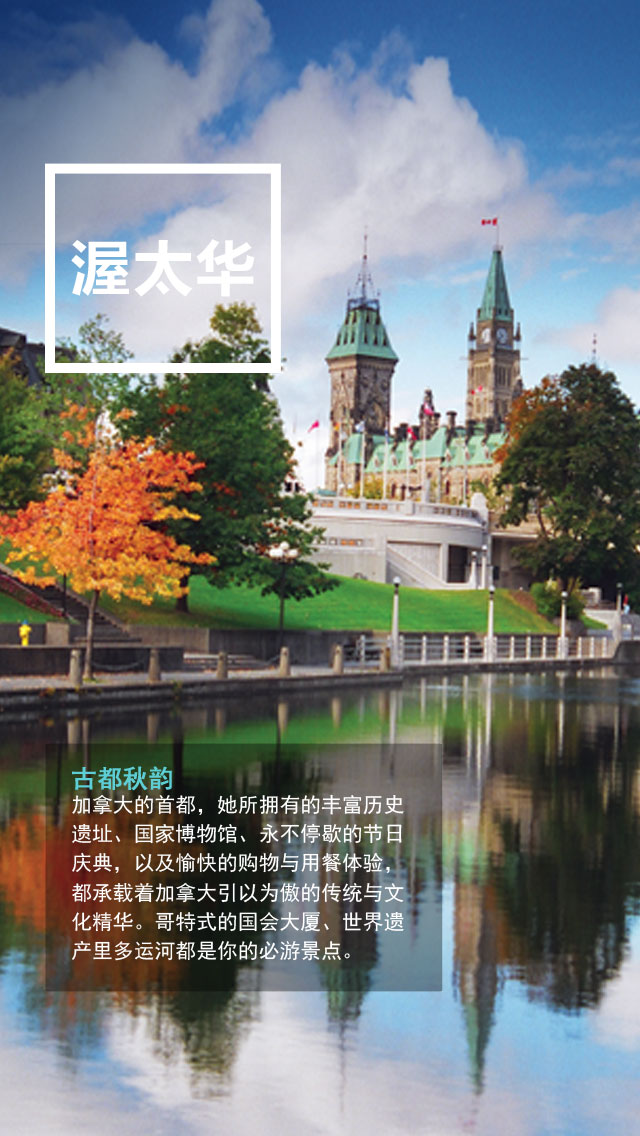 渥太华
古都秋韵
加拿大的首都，她所拥有的丰富历史
遗址、国家博物馆、永不停歇的节日
庆典，以及愉快的购物与用餐体验，
都承载着加拿大引以为傲的传统与文
化精华。哥特式的国会大厦、世界遗
产里多运河都是你的必游景点。